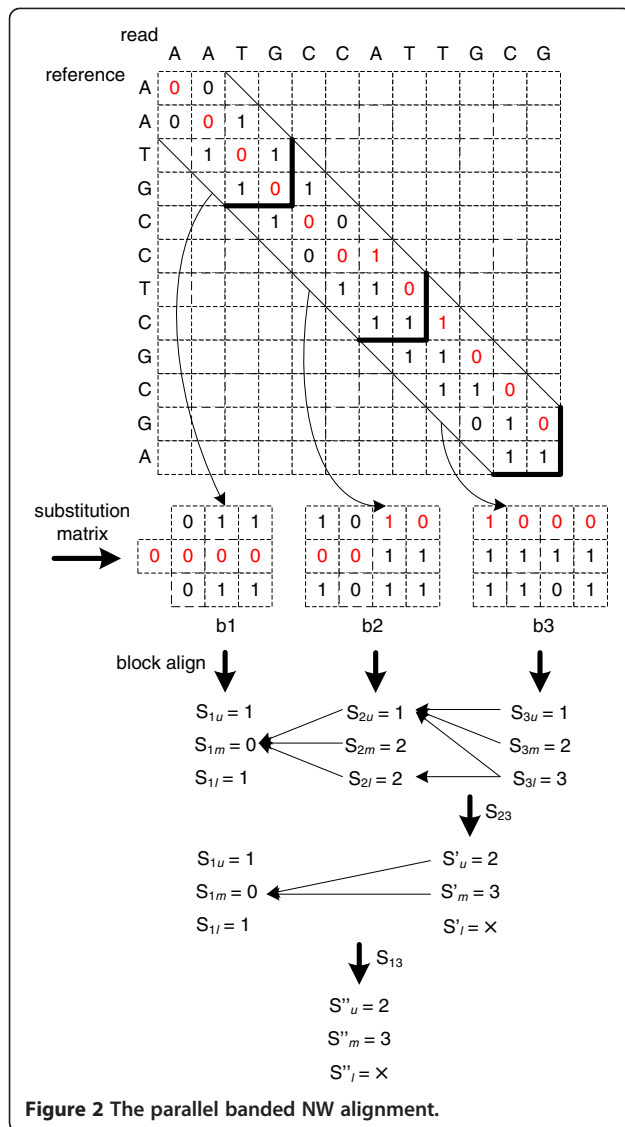 read
A A T G C C A T T G C G
reference
A 0 0
A 0 0 1
T 1 0 1
G 1 0 1
C 1 0 0
C 0 0 1
T 1 1 0
C 1 1 1
G 1 1 0
C 1 1 0
G 0 1 0
A 1 1
substitution
matrix
0 1 1 1 0 1 0 1 0 0 0
0 0 0 0 0 0 1 1 1 1 1 1
0 1 1 1 0 1 1 1 1 0 1
b1 b2 b3
block align
S1u = 1 S2u = 1 S3u = 1
S1m = 0 S2m = 2 S3m = 2
S1l = 1 S2l = 2 S3l = 3
S23
S1u = 1 S'u = 2
S1m = 0 S'm = 3
S1l = 1 S'l = ×
S13
S''u = 2
S''m = 3
S''l = ×
Figure 2 The parallel banded NW alignment.